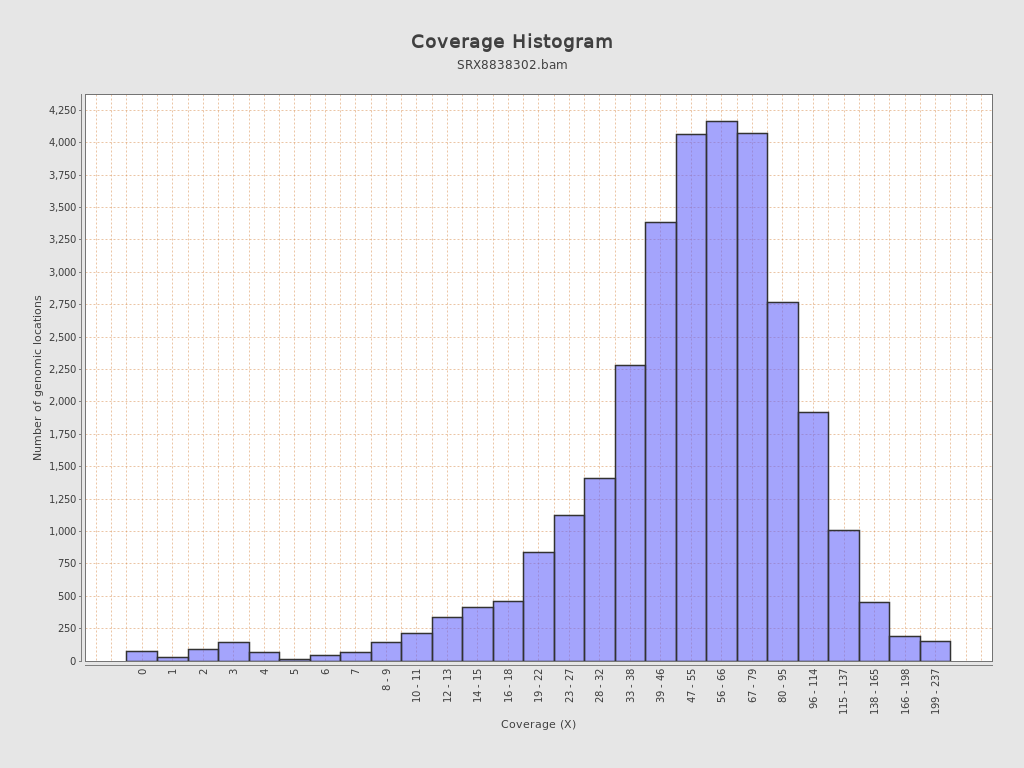 Coverage Histogram
SRX8838302.bam
Number of genomic locations
4,250
4,000
3,750
3,500
3,250
3,000
2,750
2,500
2,250
2,000
1,750
1,500
1,250
1,000
750
500
250
0
0
1
2
3
4
5
6
7
8 - 9
10 - 11
12 - 13
14 - 15
16 - 18
19 - 22
23 - 27
28 - 32
33 - 38
39 - 46
47 - 55
56 - 66
67 - 79
80 - 95
96 - 114
115 - 137
138 - 165
166 - 198
199 - 237
Coverage (X)